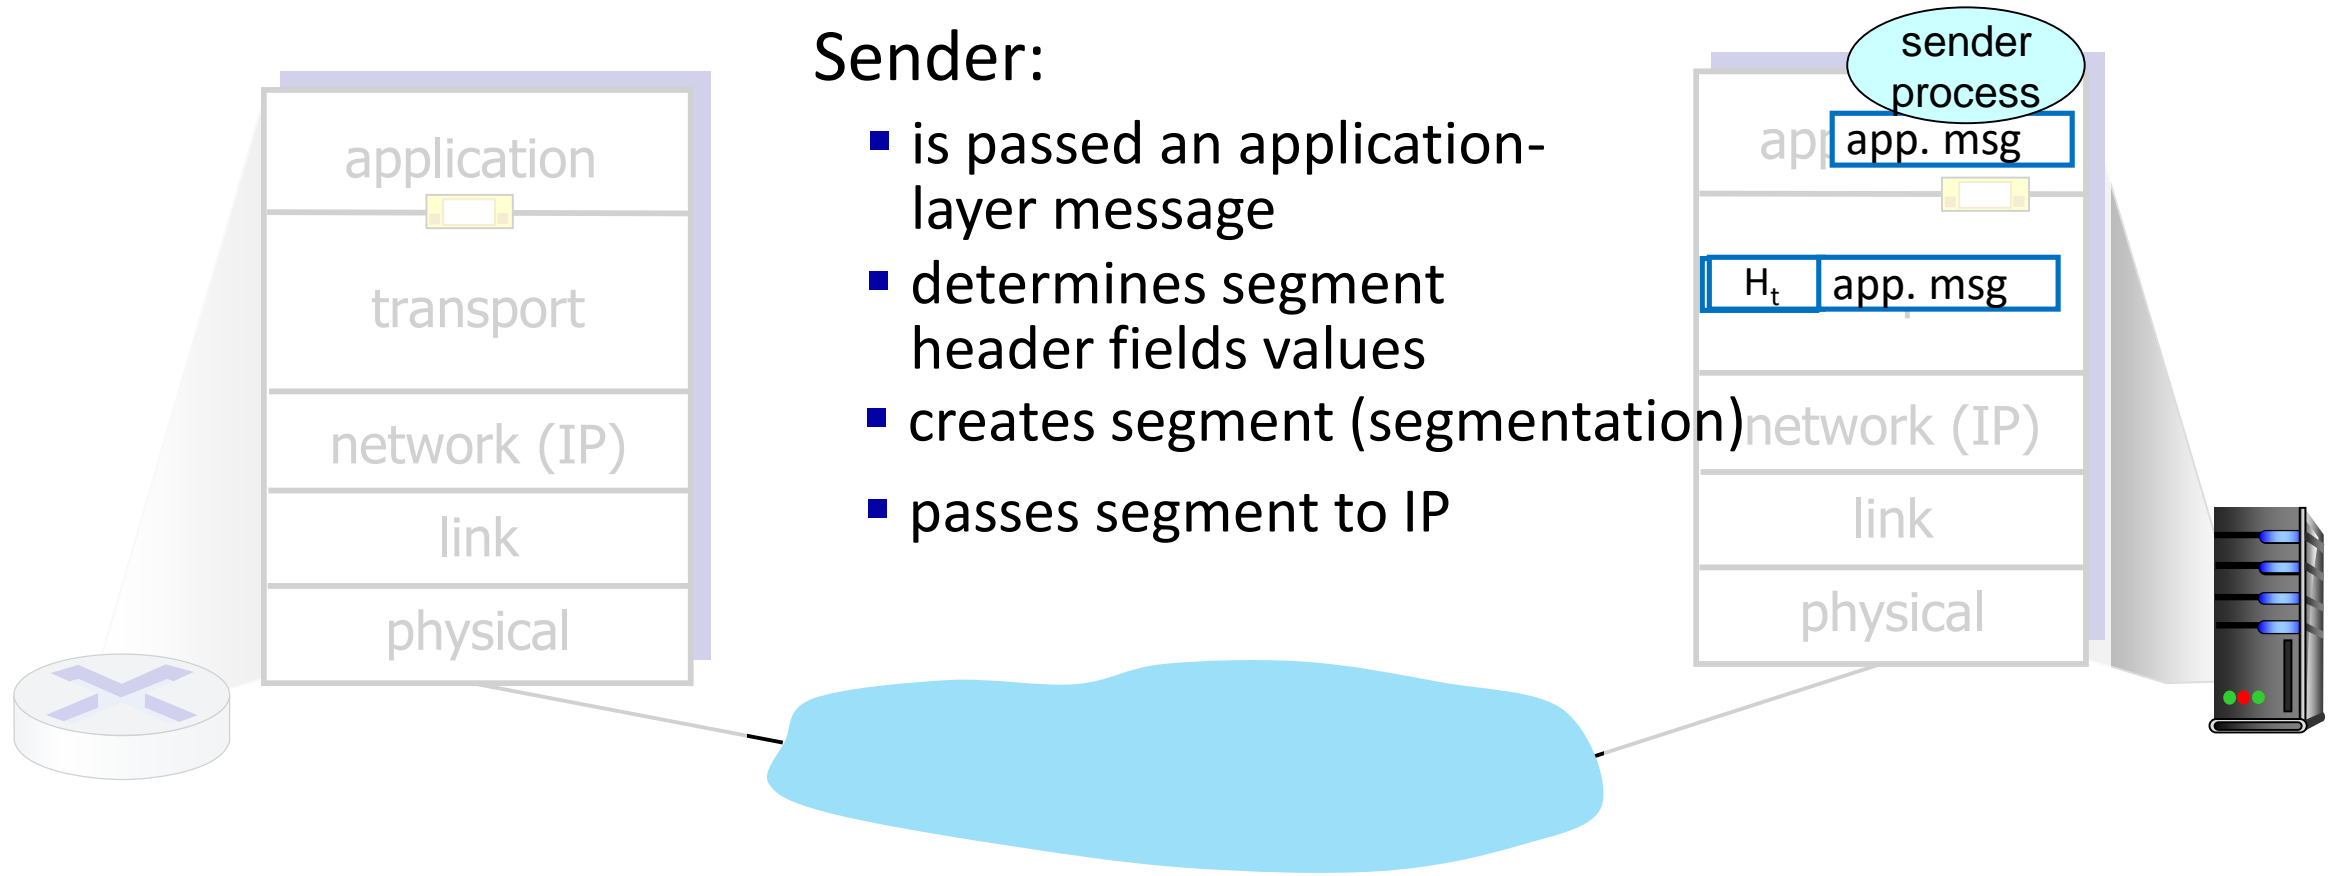 application
transport
network (IP)
link
physical
Sender:
is passed an application-
layer message
determines segment
header fields values
creates segment (segmentation)
passes segment to IP
sender
process
app
app. msg
Ht
app. msg
network (IP)
link
physical